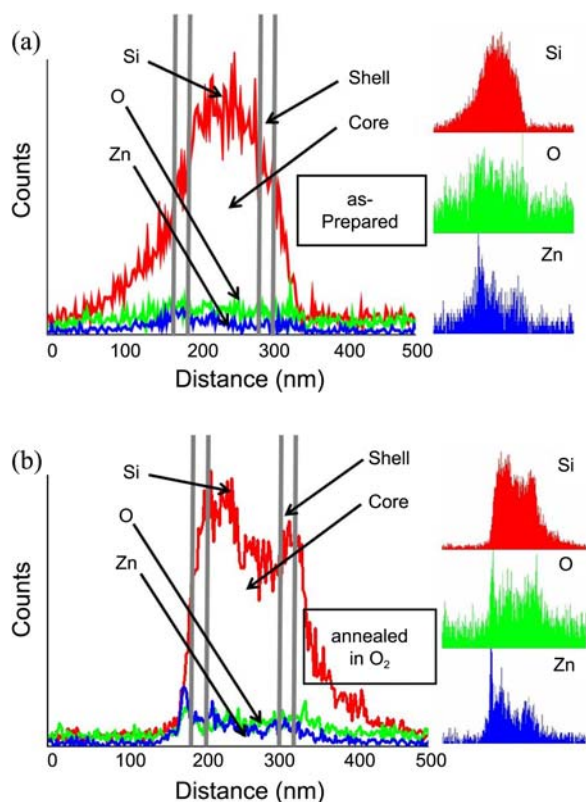 (a)
Si
O
Zn
Shell
Core
as-
Prepared
Counts
0 100 200 300 400 500
Distance (nm)
Si
O
Zn
(b)
Si
O
Zn
Shell
Core
annealed
in O₂
Counts
0 100 200 300 400 500
Distance (nm)
Si
O
Zn